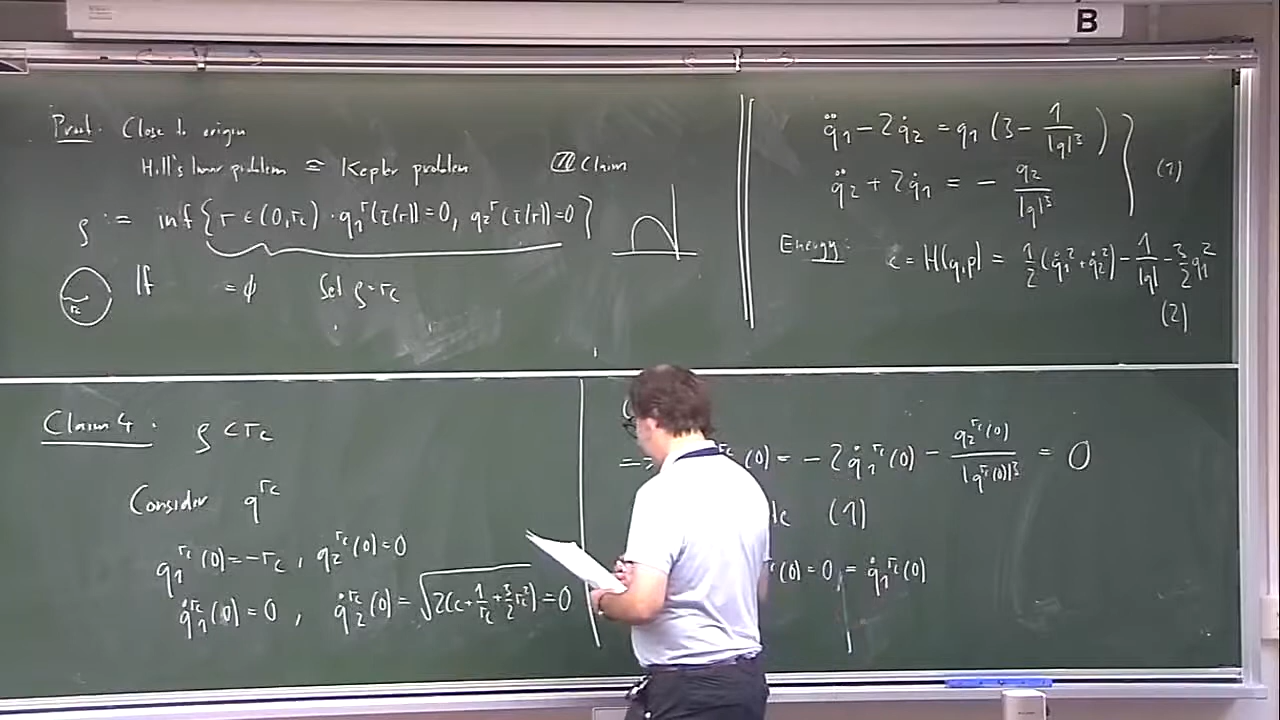 B
Proof: Close to origin
Hill's lunar problem ≈ Kepler problem Claim
ρ := inf{r ∈ (0,r_c) : q_1^r(τ(r))=0, q_2^r(τ(r))=0}
r_c
If = ϕ Set ρ=r_c
q̈_1 - 2q̇_2 = q_1 (3 - 1/|q|^3)
q̈_2 + 2q̇_1 = - q_2/|q|^3
(1)
Energy: c = H(q,p) = 1/2(q̇_1^2+q̇_2^2) - 1/|q| - 3/2 q_1^2
(2)
Claim 4: ρ < r_c
Consider q^{r_c}
q_1^{r_c}(0) = -r_c, q_2^{r_c}(0) = 0
q̇_1^{r_c}(0) = 0, q̇_2^{r_c}(0) = √(2(c + 1/r_c + 3/2 r_c^2)) = 0
(0) = -2q̇_1^{r_c}(0) - q_2^{r_c}(0)/|q^{r_c}(0)|^3 = 0
(1)
(0) = 0, = q̇_1^{r_c}(0)